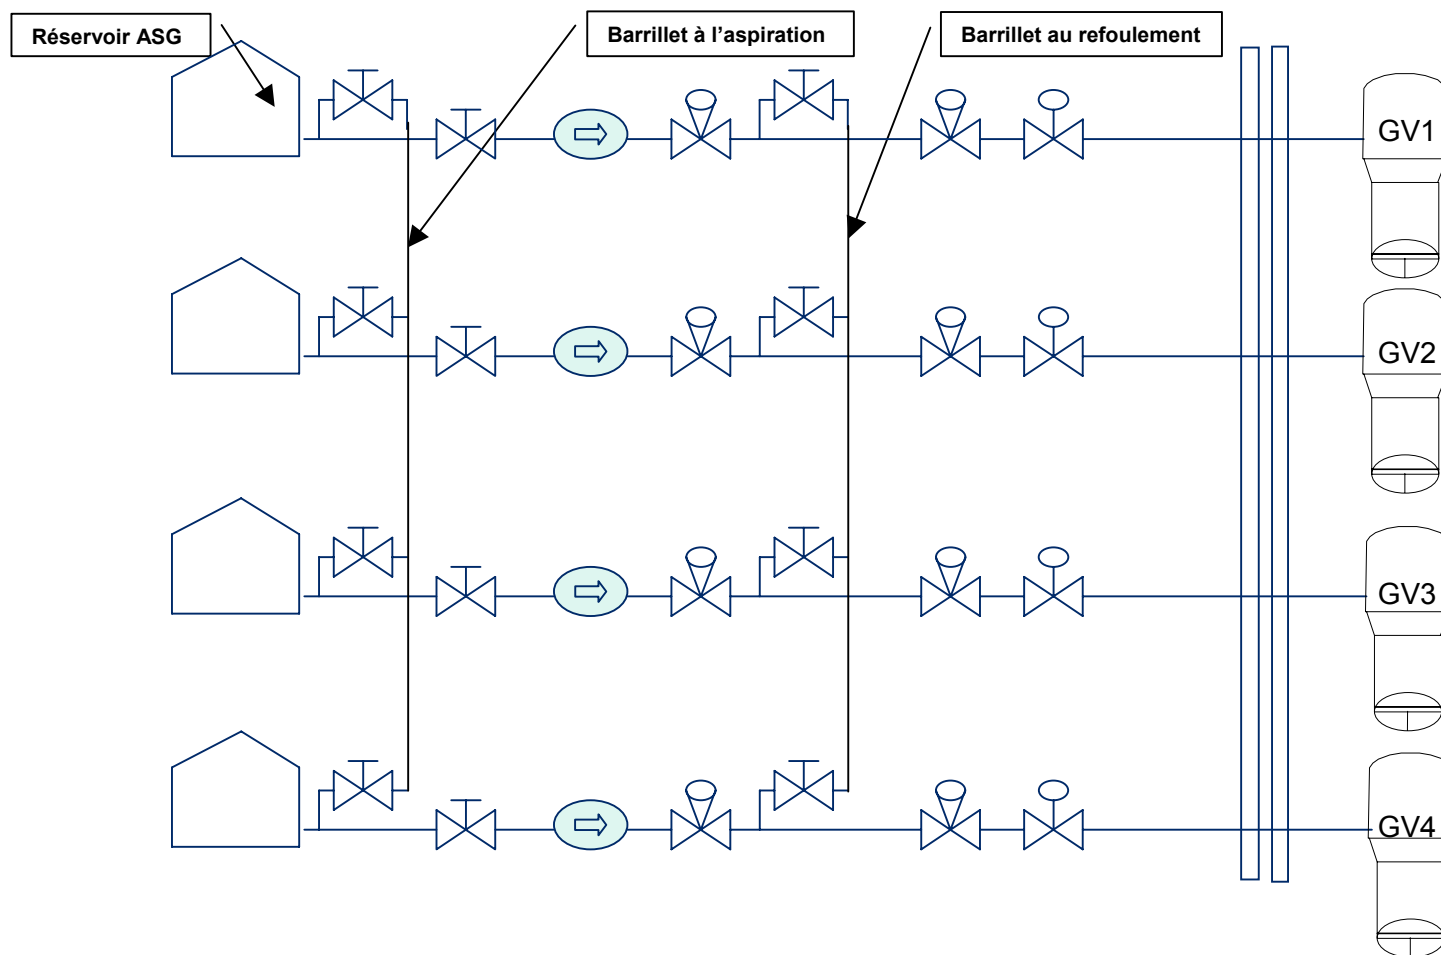 Réservoir ASG
Barrillet à l’aspiration
Barrillet au refoulement
GV1
GV2
GV3
GV4